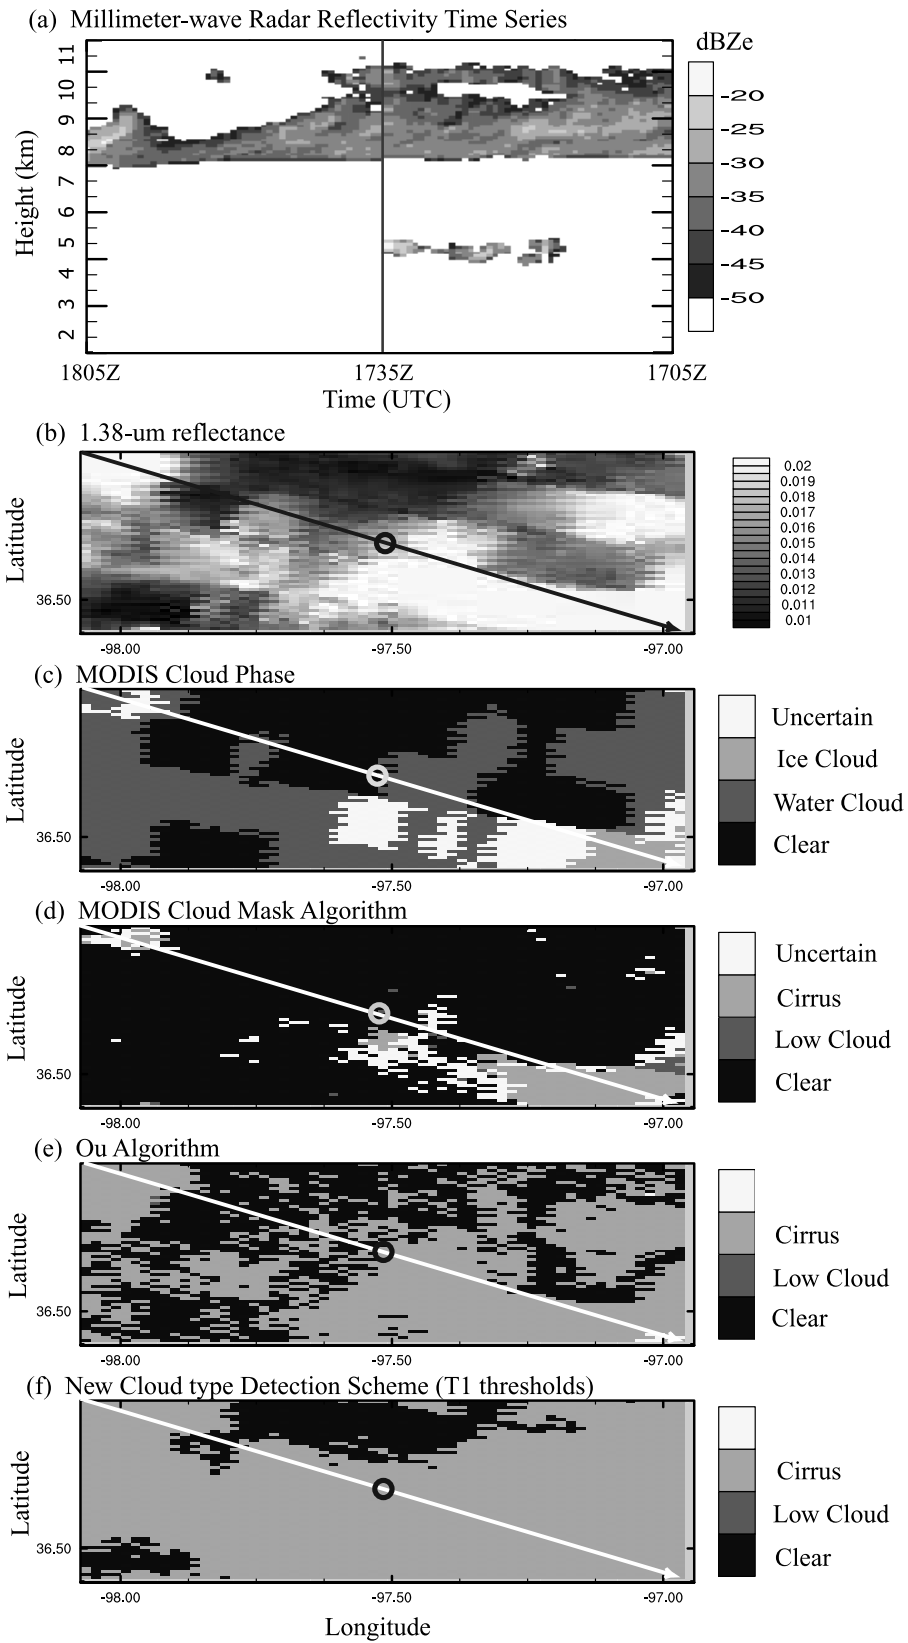 (a) Millimeter-wave Radar Reflectivity Time Series
dBZe
11
10
9
8
7
6
5
4
3
2
Height (km)
-20
-25
-30
-35
-40
-45
-50
1805Z 1735Z 1705Z
Time (UTC)
(b) 1.38-um reflectance
Latitude
36.50
-98.00 -97.50 -97.00
0.02
0.019
0.018
0.017
0.016
0.015
0.014
0.013
0.012
0.011
0.01
(c) MODIS Cloud Phase
Latitude
36.50
-98.00 -97.50 -97.00
Uncertain
Ice Cloud
Water Cloud
Clear
(d) MODIS Cloud Mask Algorithm
Latitude
36.50
-98.00 -97.50 -97.00
Uncertain
Cirrus
Low Cloud
Clear
(e) Ou Algorithm
Latitude
36.50
-98.00 -97.50 -97.00
Cirrus
Low Cloud
Clear
(f) New Cloud type Detection Scheme (T1 thresholds)
Latitude
36.50
-98.00 -97.50 -97.00
Cirrus
Low Cloud
Clear
Longitude